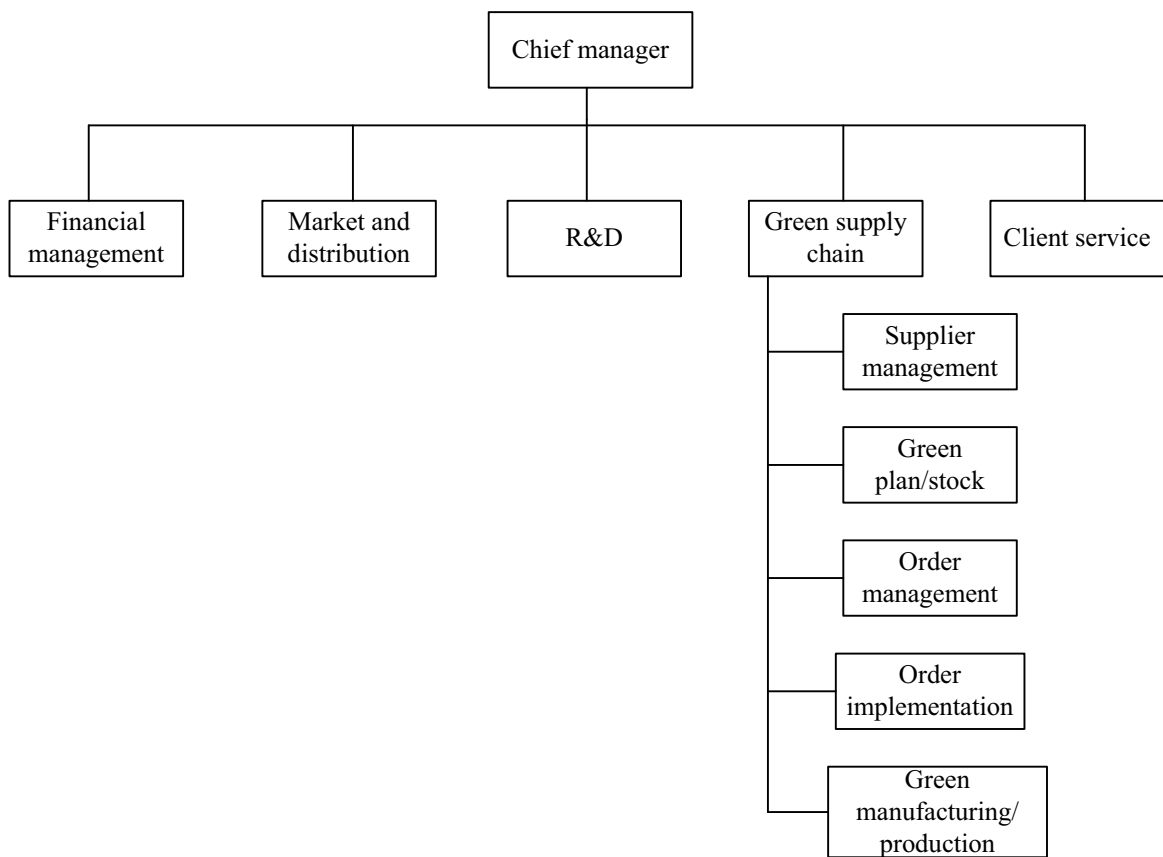 Chief manager
Financial
management
Market and
distribution
R&D
Green supply
chain
Client service
Supplier
management
Green
plan/stock
Order
management
Order
implementation
Green
manufacturing/
production